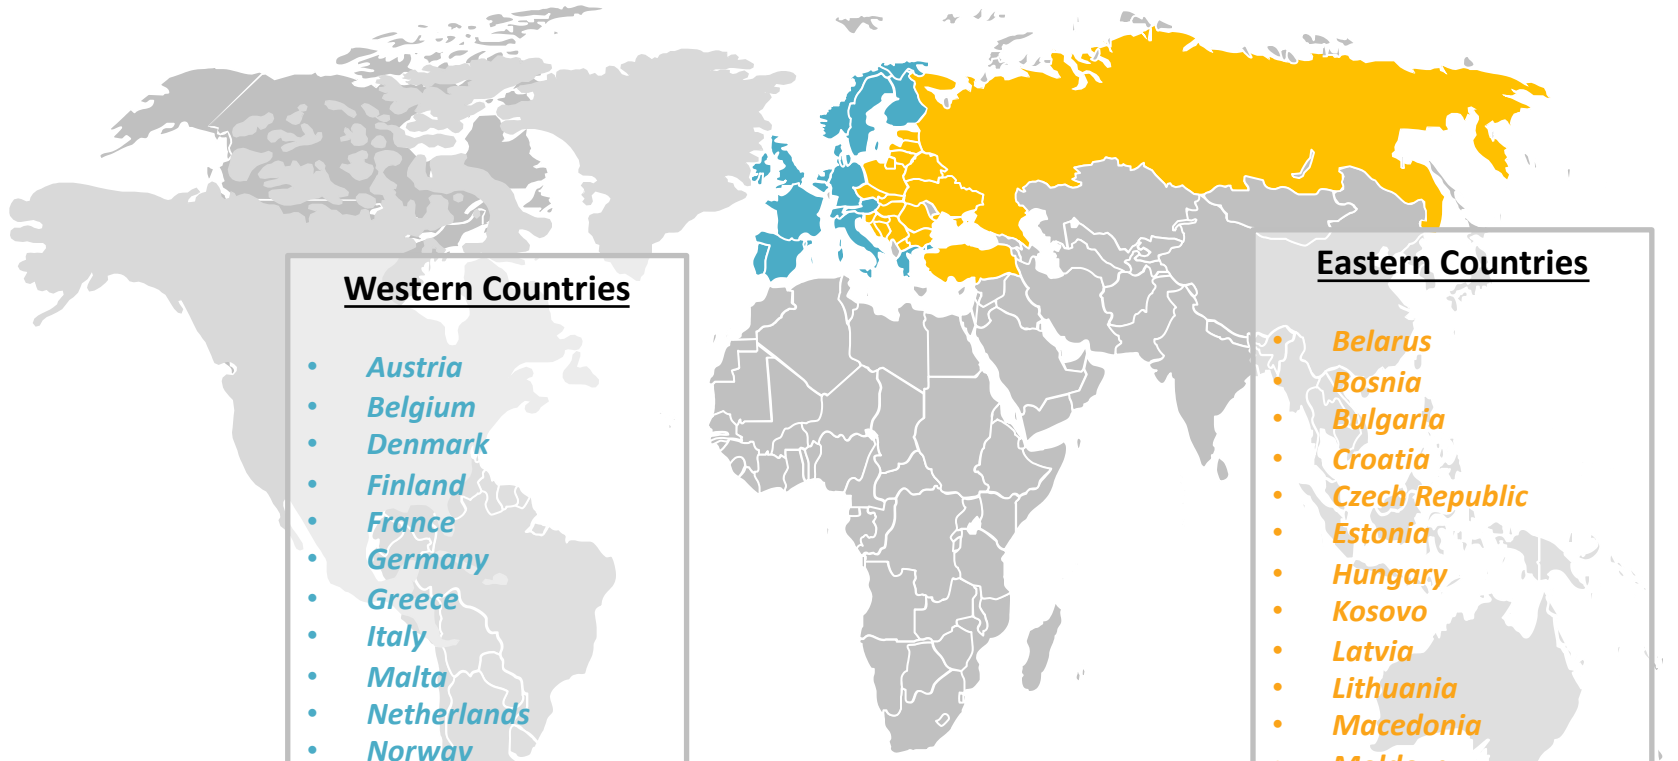 Western Countries
• Austria
• Belgium
• Denmark
• Finland
• France
• Germany
• Greece
• Italy
• Malta
• Netherlands
• Norway
Eastern Countries
• Belarus
• Bosnia
• Bulgaria
• Croatia
• Czech Republic
• Estonia
• Hungary
• Kosovo
• Latvia
• Lithuania
• Macedonia